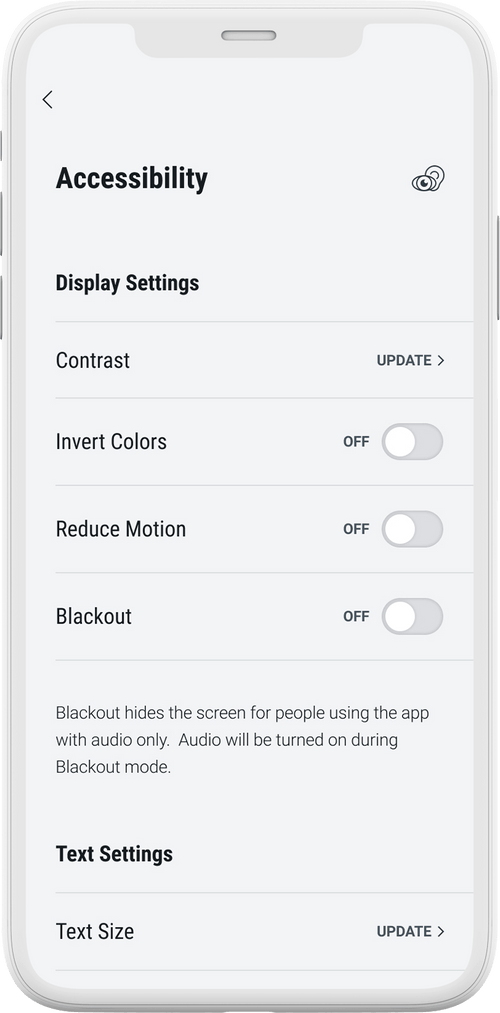 Accessibility
Display Settings
Contrast UPDATE >
Invert Colors OFF
Reduce Motion OFF
Blackout OFF
Blackout hides the screen for people using the app
with audio only.  Audio will be turned on during
Blackout mode.
Text Settings
Text Size UPDATE >